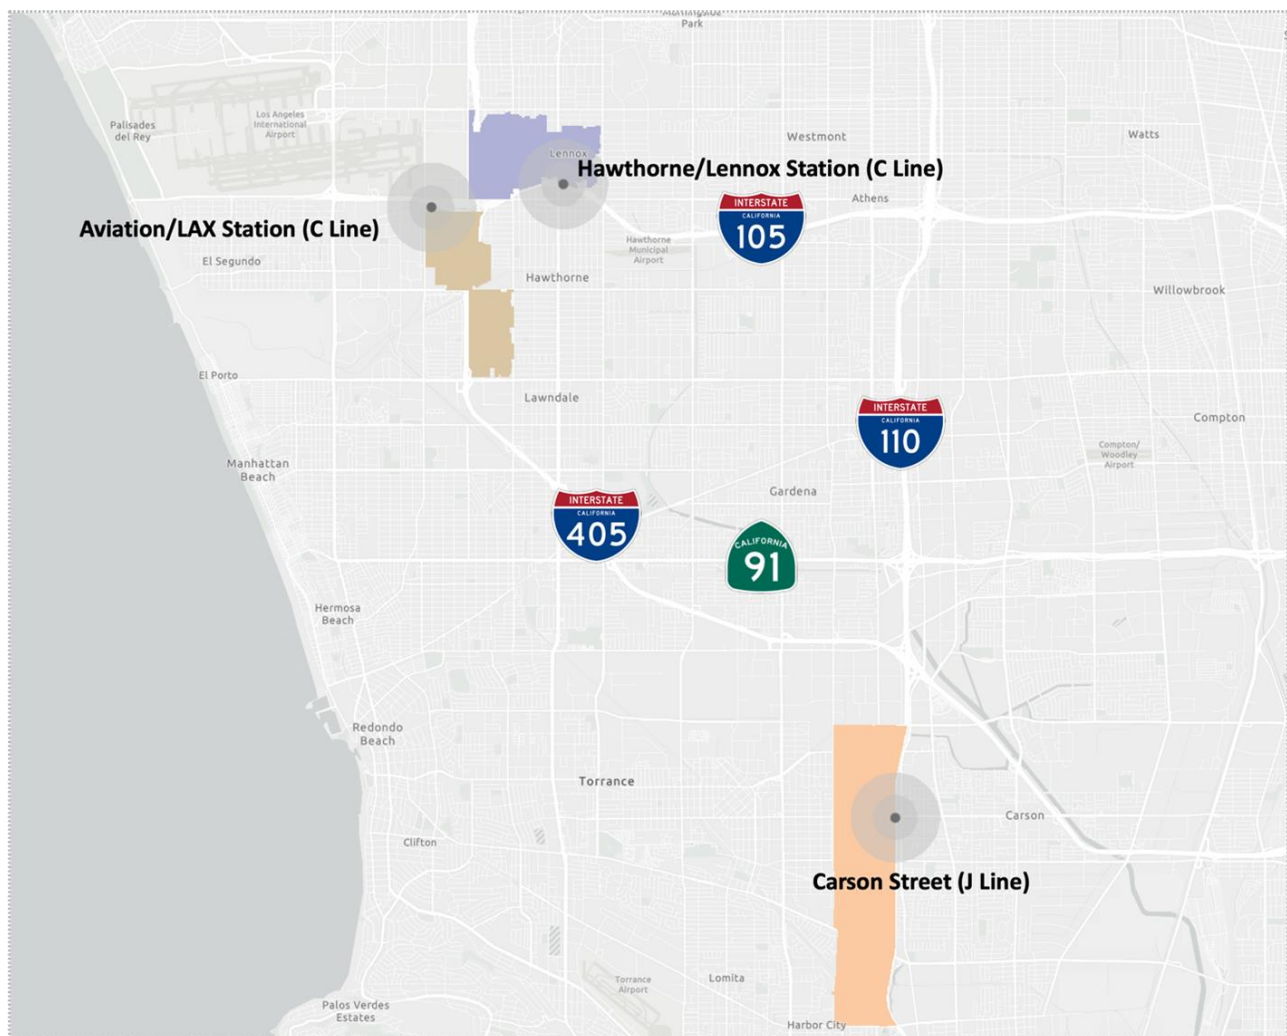 Morningside
Park
Los Angeles
International
Airport
Palisades
del Rey
Westmont
Watts
Lennox
Hawthorne/Lennox Station (C Line)
Athens
INTERSTATE
CALIFORNIA
105
Aviation/LAX Station (C Line)
Hawthorne
Municipal
Airport
El Segundo
Hawthorne
Willowbrook
El Porto
Lawndale
INTERSTATE
CALIFORNIA
110
Compton
Compton/
Woodley
Airport
Manhattan
Beach
Gardena
INTERSTATE
CALIFORNIA
405
CALIFORNIA
91
Hermosa
Beach
Redondo
Beach
Torrance
Carson
Clifton
Carson Street (J Line)
Torrance
Airport
Lomita
Palos Verdes
Estates
Harbor City